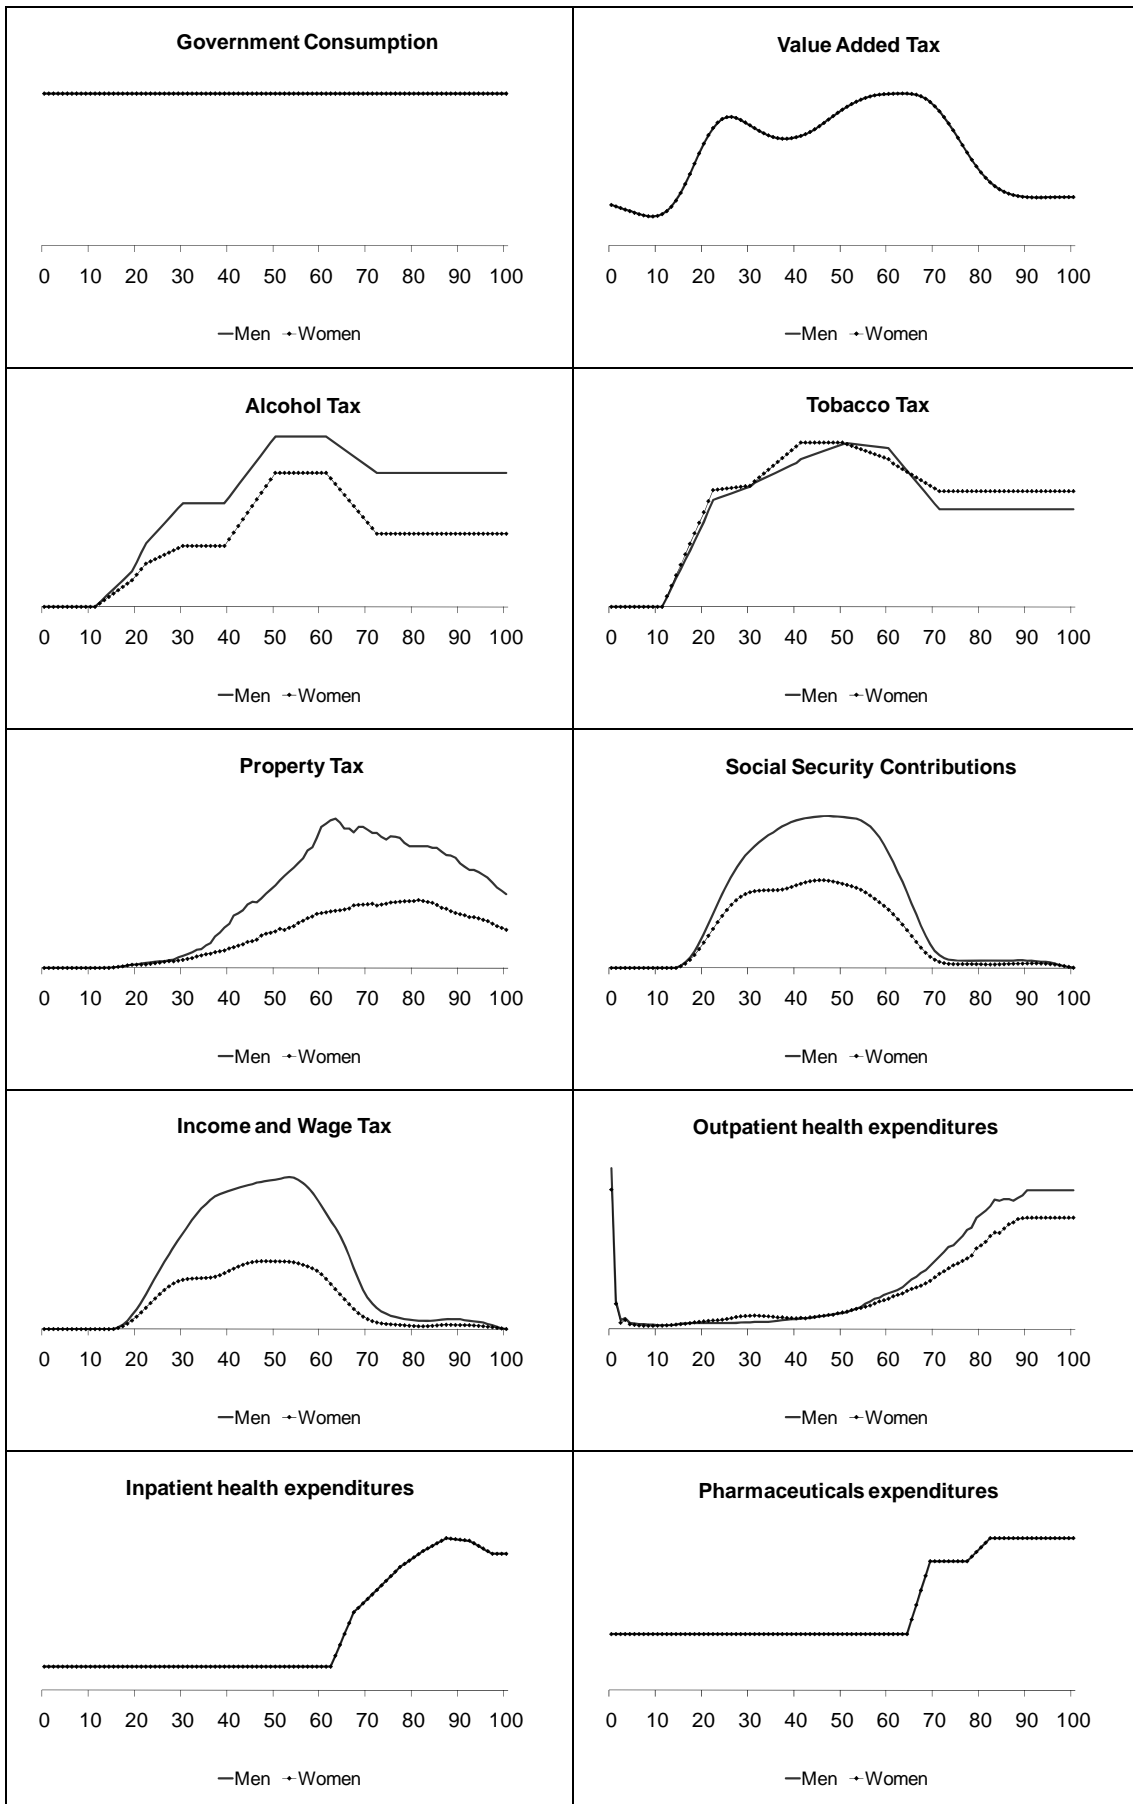 Government Consumption
0 10 20 30 40 50 60 70 80 90 100
Men Women
Value Added Tax
0 10 20 30 40 50 60 70 80 90 100
Men Women
Alcohol Tax
0 10 20 30 40 50 60 70 80 90 100
Men Women
Tobacco Tax
0 10 20 30 40 50 60 70 80 90 100
Men Women
Property Tax
0 10 20 30 40 50 60 70 80 90 100
Men Women
Social Security Contributions
0 10 20 30 40 50 60 70 80 90 100
Men Women
Income and Wage Tax
0 10 20 30 40 50 60 70 80 90 100
Men Women
Outpatient health expenditures
0 10 20 30 40 50 60 70 80 90 100
Men Women
Inpatient health expenditures
0 10 20 30 40 50 60 70 80 90 100
Men Women
Pharmaceuticals expenditures
0 10 20 30 40 50 60 70 80 90 100
Men Women